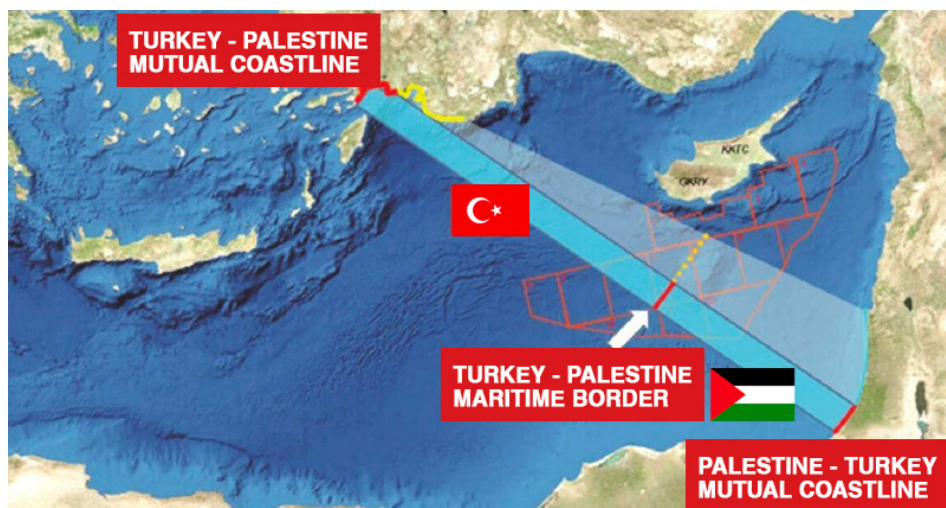 TURKEY - PALESTINE
MUTUAL COASTLINE
KKTC
GKRY
TURKEY - PALESTINE
MARITIME BORDER
PALESTINE - TURKEY
MUTUAL COASTLINE